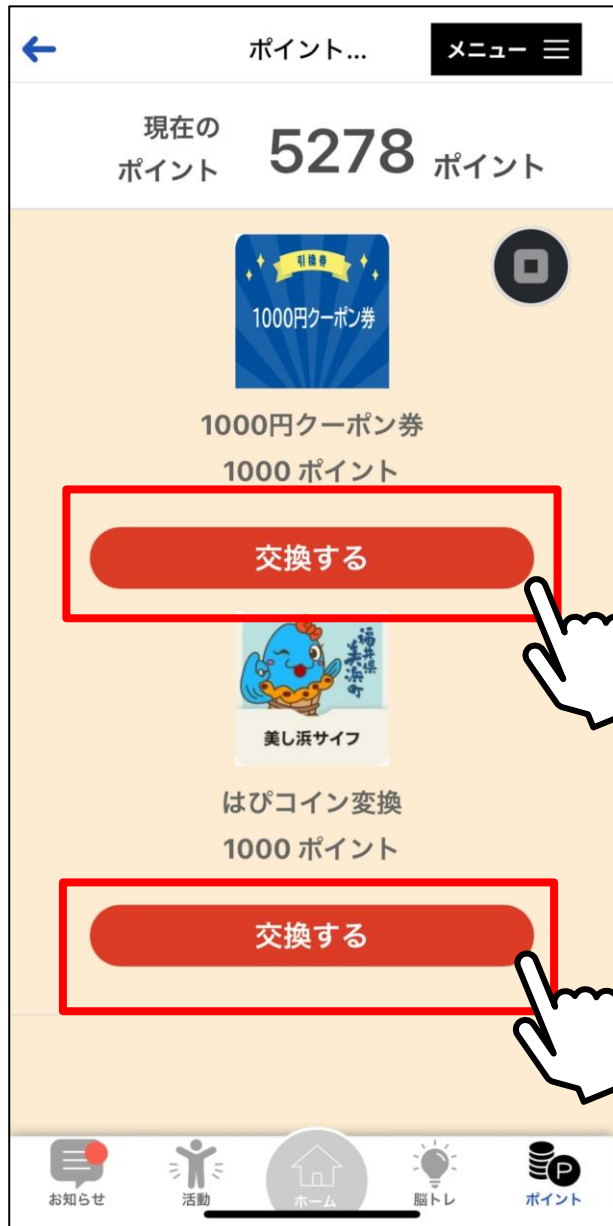 ポイント...
メニュー
現在の
ポイント
5278 ポイント
引換券
1000円クーポン券
1000円クーポン券
1000 ポイント
交換する
福井県
美浜町
美し浜サイフ
はぴコイン変換
1000 ポイント
交換する
お知らせ
活動
ホーム
脳トレ
P
ポイント